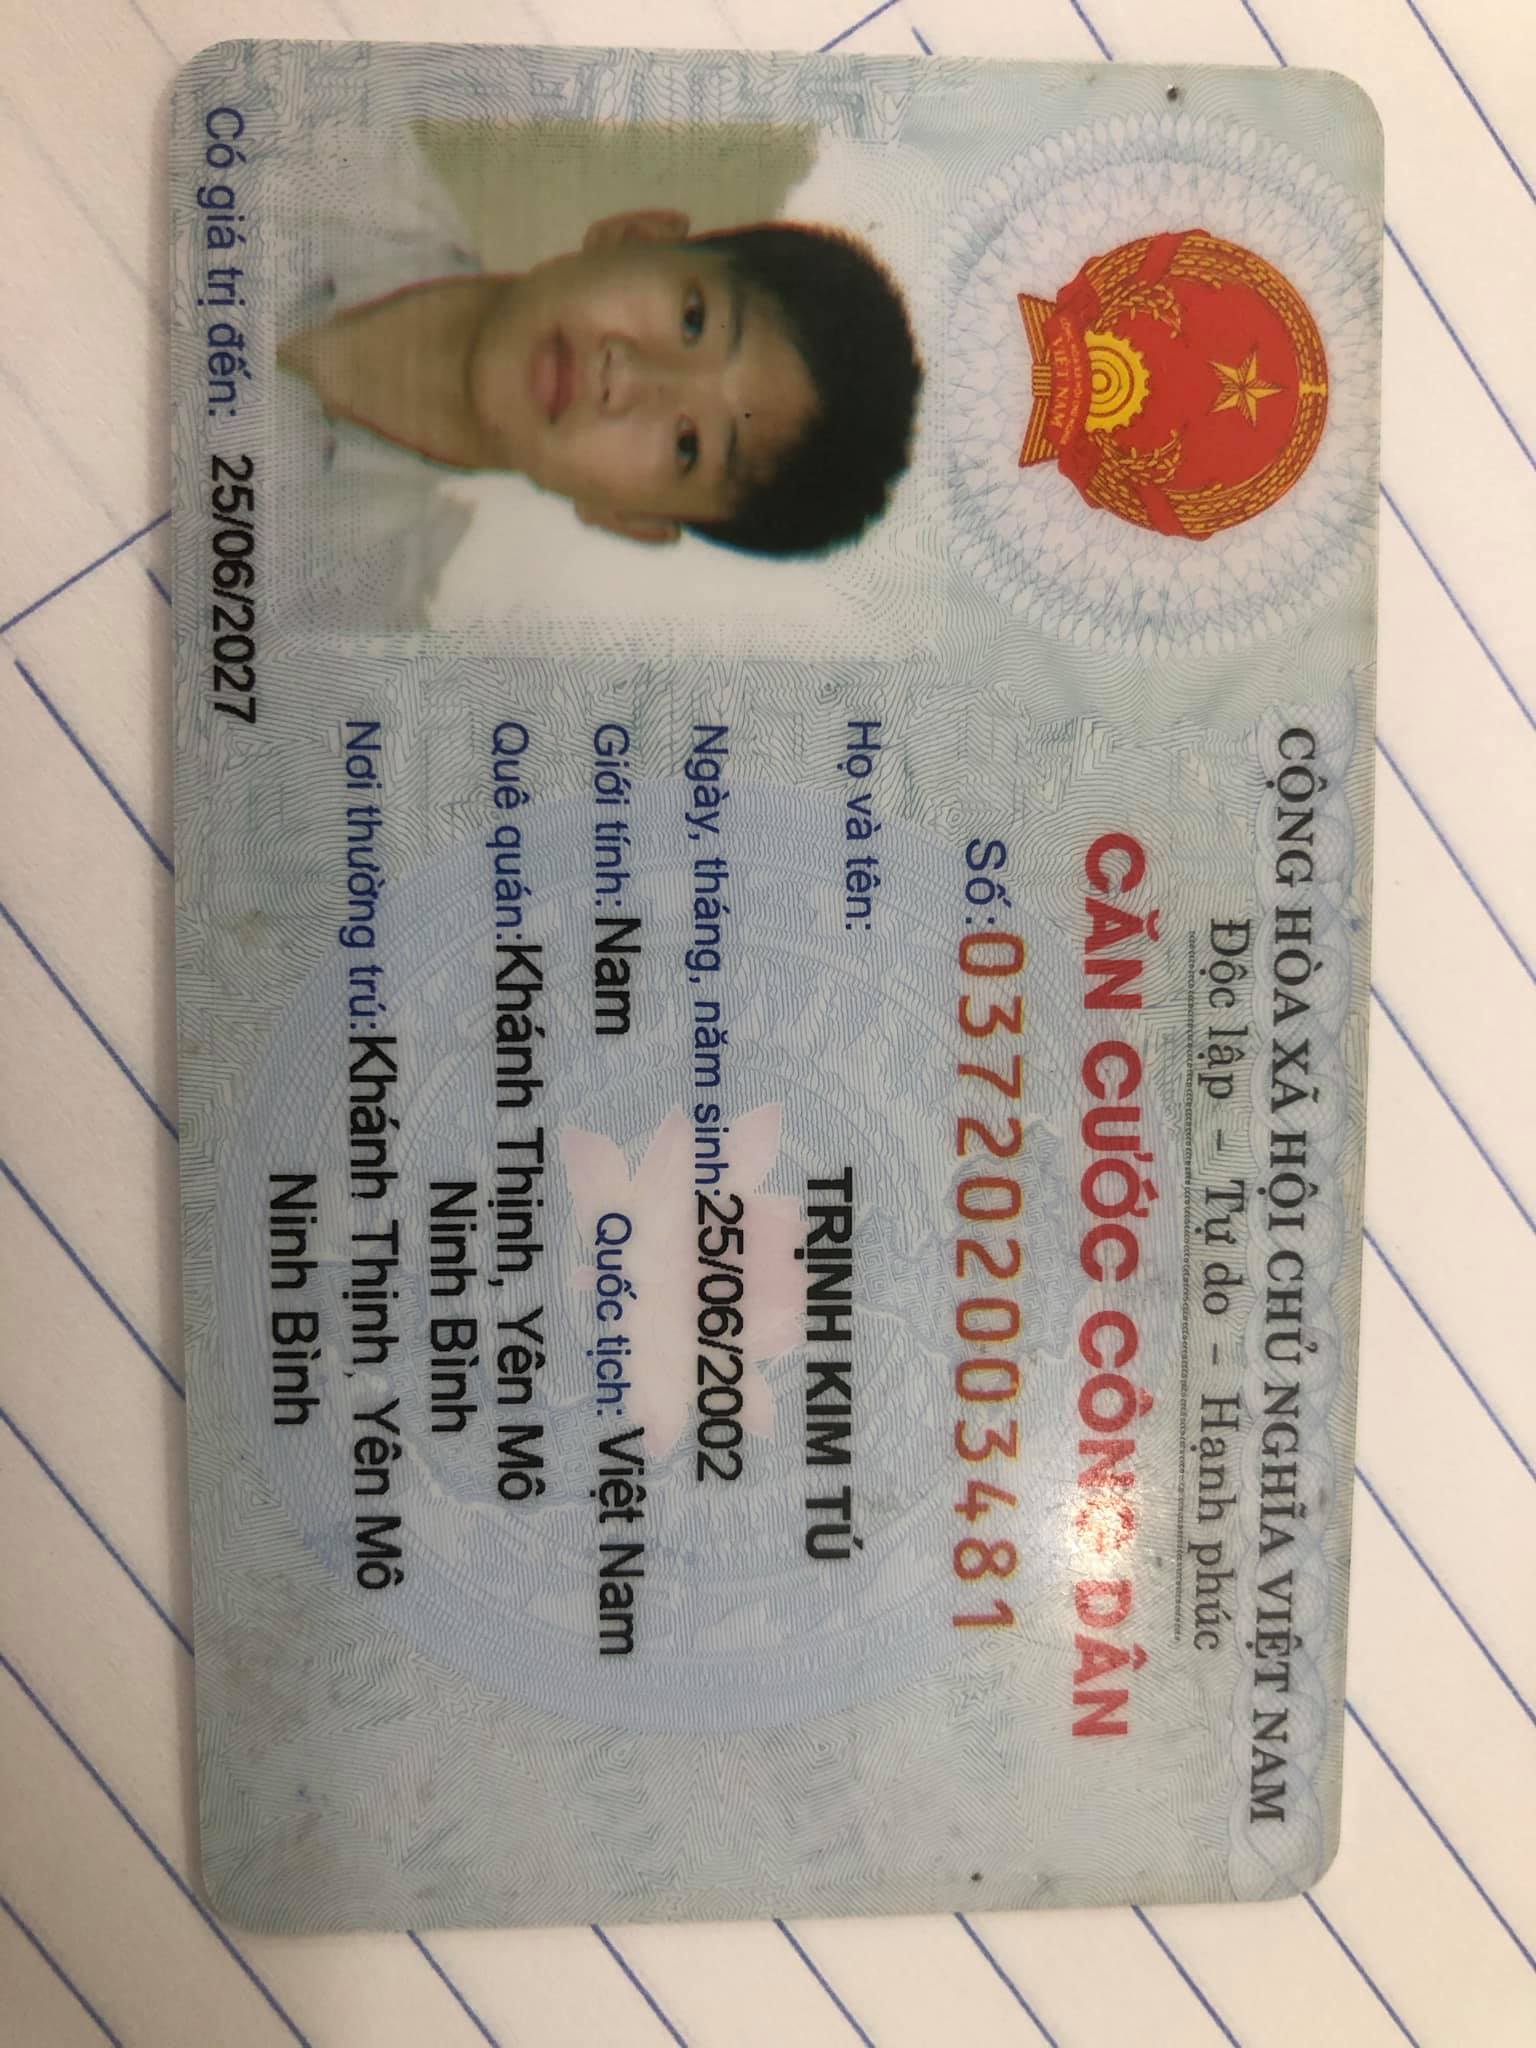 CỘNG HÒA XÃ HỘI CHỦ NGHĨA VIỆT NAM
Độc lập – Tự do – Hạnh phúc
CĂN CƯỚC CÔNG DÂN
Số: 037202003481
Họ và tên:
TRỊNH KIM TÚ
Ngày, tháng, năm sinh: 25/06/2002
Giới tính: Nam Quốc tịch: Việt Nam
Quê quán: Khánh Thịnh, Yên Mô
Ninh Bình
Nơi thường trú: Khánh Thịnh, Yên Mô
Ninh Bình
Có giá trị đến: 25/06/2027
VIỆT NAM